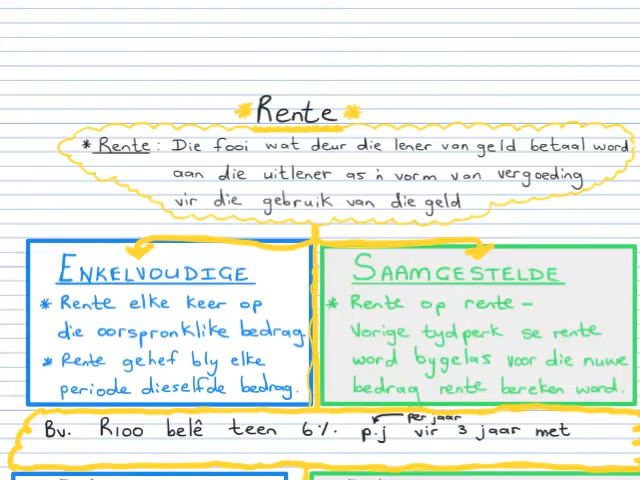 Rente
* Rente: Die fooi wat deur die lener van geld betaal word
aan die uitlener as 'n vorm van vergoeding
vir die gebruik van die geld
ENKELVOUDIGE
* Rente elke keer op
die oorspronklike bedrag.
* Rente gehef bly elke
periode dieselfde bedrag.
SAAMGESTELDE
* Rente op rente –
Vorige tydperk se rente
word bygelas voor die nuwe
bedrag rente bereken word.
per jaar
Bv. R100 belê teen 6%. p.j vir 3 jaar met